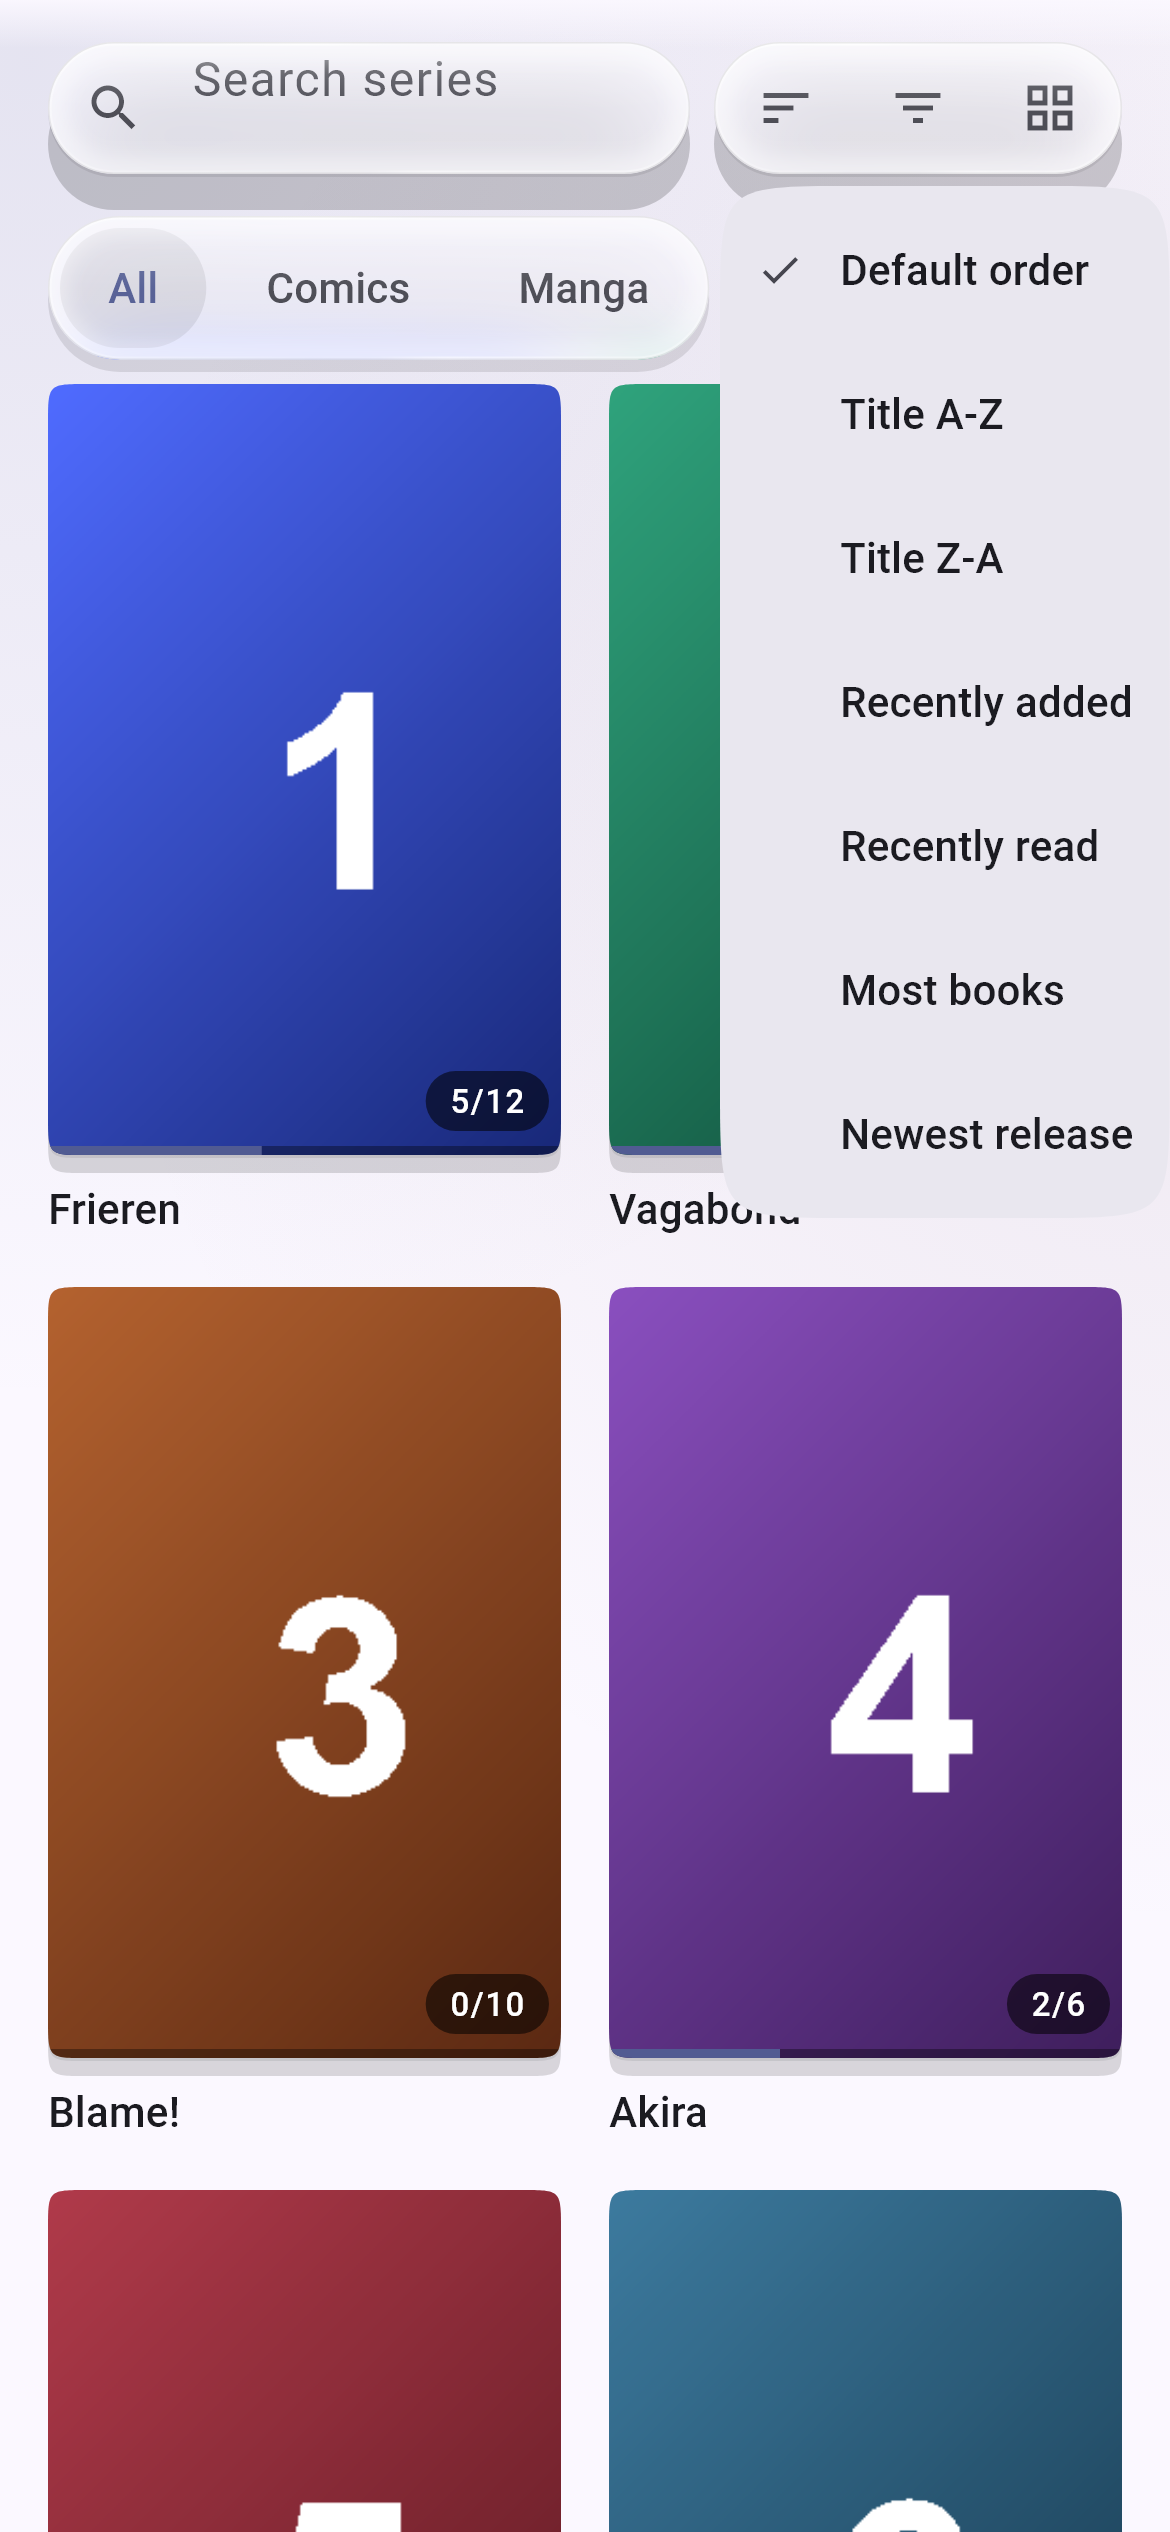 Search series
All
Comics
Manga
Default order
Title A-Z
Title Z-A
Recently added
Recently read
Most books
Newest release
1
5/12
Frieren
3
4
0/10
2/6
Blame!
Akira